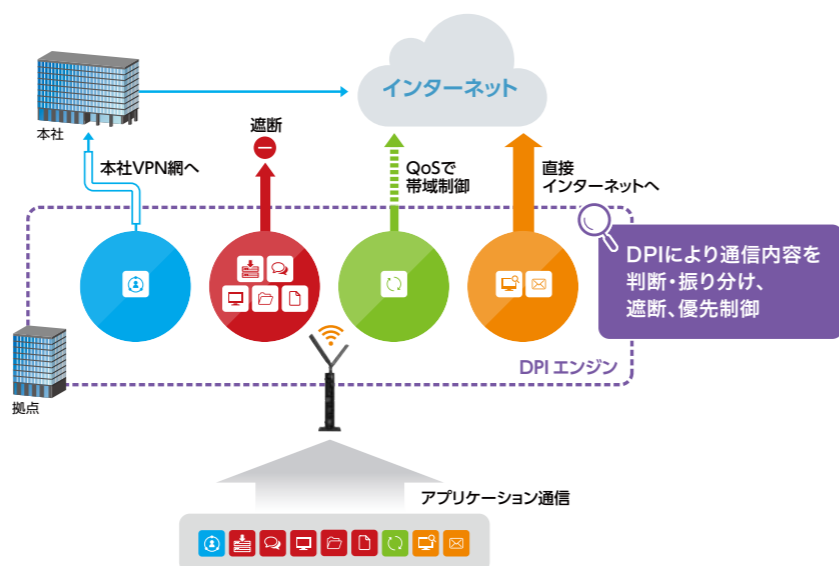 インターネット
本社
遮断
本社VPN網へ
QoSで
帯域制御
直接
インターネットへ
DPIにより通信内容を
判断・振り分け、
遮断、優先制御
DPI エンジン
拠点
アプリケーション通信